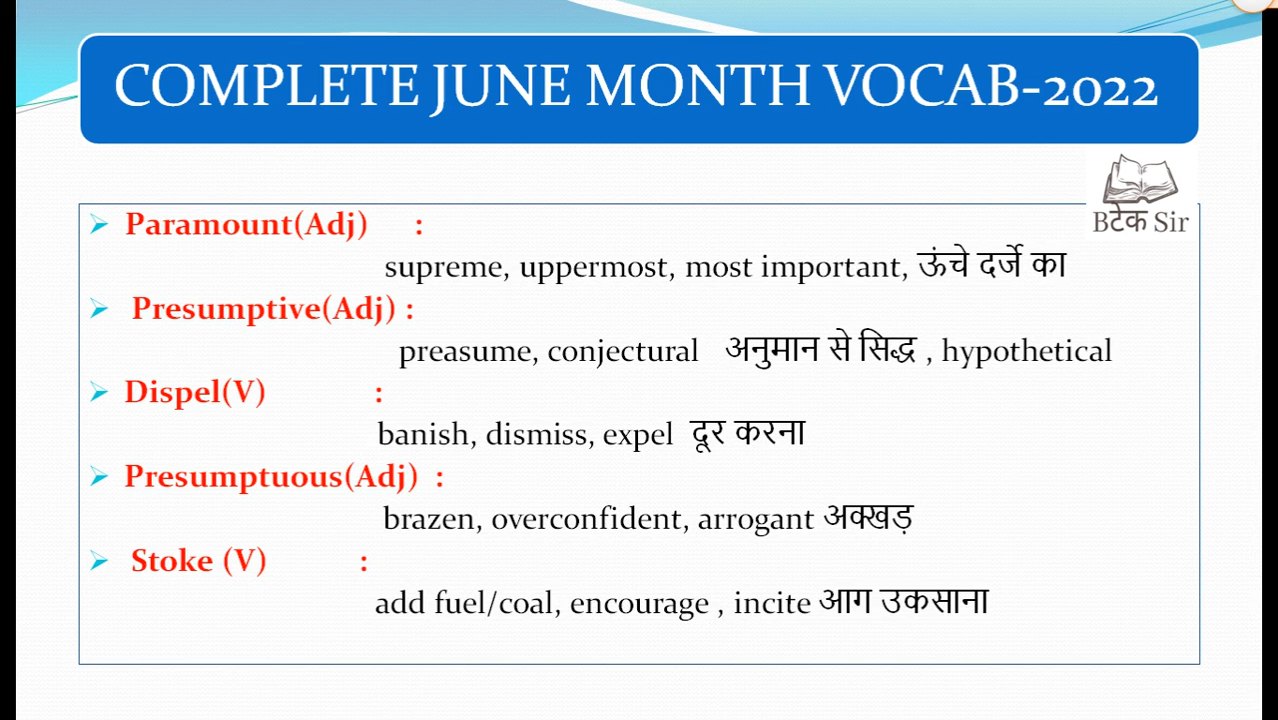 COMPLETE JUNE MONTH VOCAB-2022
Bटेक Sir
Paramount(Adj) :
supreme, uppermost, most important, ऊंचे दर्जे का
Presumptive(Adj) :
preasume, conjectural अनुमान से सिद्ध , hypothetical
Dispel(V) :
banish, dismiss, expel दूर करना
Presumptuous(Adj) :
brazen, overconfident, arrogant अक्खड़
Stoke (V) :
add fuel/coal, encourage , incite आग उकसाना